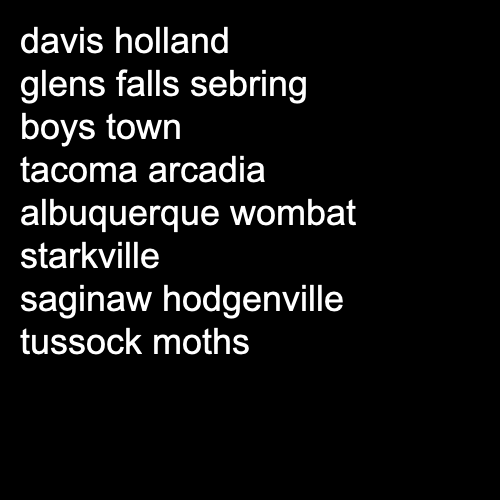 davis holland
glens falls sebring
boys town
tacoma arcadia
albuquerque wombat
starkville
saginaw hodgenville
tussock moths